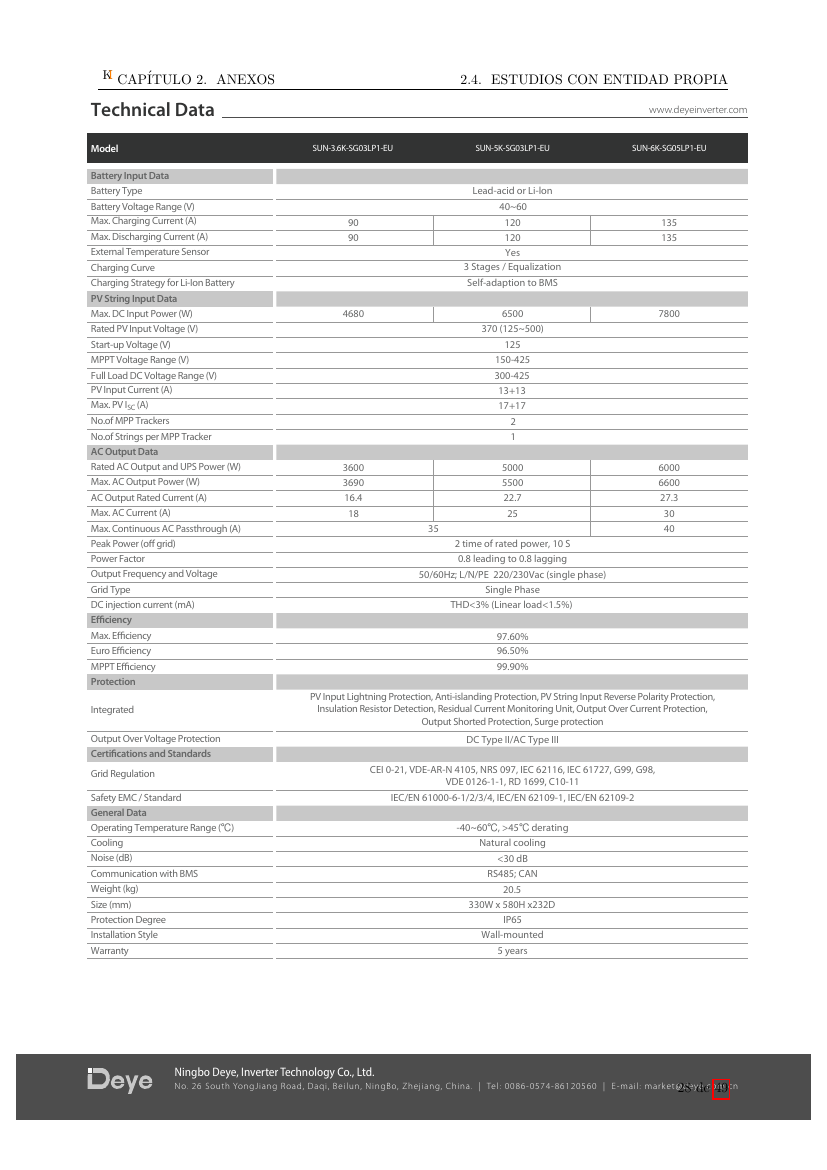 K CAPÍTULO 2. ANEXOS 2.4. ESTUDIOS CON ENTIDAD PROPIA
Technical Data www.deyeinverter.com
Model SUN-3.6K-SG03LP1-EU SUN-5K-SG03LP1-EU SUN-6K-SG05LP1-EU
Battery Input Data
Battery Type Lead-acid or Li-Ion
Battery Voltage Range (V) 40~60
Max. Charging Current (A) 90 120 135
Max. Discharging Current (A) 90 120 135
External Temperature Sensor Yes
Charging Curve 3 Stages / Equalization
Charging Strategy for Li-Ion Battery Self-adaption to BMS
PV String Input Data
Max. DC Input Power (W) 4680 6500 7800
Rated PV Input Voltage (V) 370 (125~500)
Start-up Voltage (V) 125
MPPT Voltage Range (V) 150-425
Full Load DC Voltage Range (V) 300-425
PV Input Current (A) 13+13
Max. PV ISC (A) 17+17
No.of MPP Trackers 2
No.of Strings per MPP Tracker 1
AC Output Data
Rated AC Output and UPS Power (W) 3600 5000 6000
Max. AC Output Power (W) 3690 5500 6600
AC Output Rated Current (A) 16.4 22.7 27.3
Max. AC Current (A) 18 25 30
Max. Continuous AC Passthrough (A) 35 40
Peak Power (off grid) 2 time of rated power, 10 S
Power Factor 0.8 leading to 0.8 lagging
Output Frequency and Voltage 50/60Hz; L/N/PE 220/230Vac (single phase)
Grid Type Single Phase
DC injection current (mA) THD<3% (Linear load<1.5%)
Efficiency
Max. Efficiency 97.60%
Euro Efficiency 96.50%
MPPT Efficiency 99.90%
Protection
Integrated PV Input Lightning Protection, Anti-islanding Protection, PV String Input Reverse Polarity Protection,
Insulation Resistor Detection, Residual Current Monitoring Unit, Output Over Current Protection,
Output Shorted Protection, Surge protection
Output Over Voltage Protection DC Type II/AC Type III
Certifications and Standards
Grid Regulation CEI 0-21, VDE-AR-N 4105, NRS 097, IEC 62116, IEC 61727, G99, G98,
VDE 0126-1-1, RD 1699, C10-11
Safety EMC / Standard IEC/EN 61000-6-1/2/3/4, IEC/EN 62109-1, IEC/EN 62109-2
General Data
Operating Temperature Range (℃) -40~60℃, >45℃ derating
Cooling Natural cooling
Noise (dB) <30 dB
Communication with BMS RS485; CAN
Weight (kg) 20.5
Size (mm) 330W x 580H x232D
Protection Degree IP65
Installation Style Wall-mounted
Warranty 5 years
Deye Ningbo Deye, Inverter Technology Co., Ltd.
No. 26 South YongJiang Road, Daqi, Beilun, NingBo, Zhejiang, China. | Tel: 0086-0574-86120560 | E-mail: